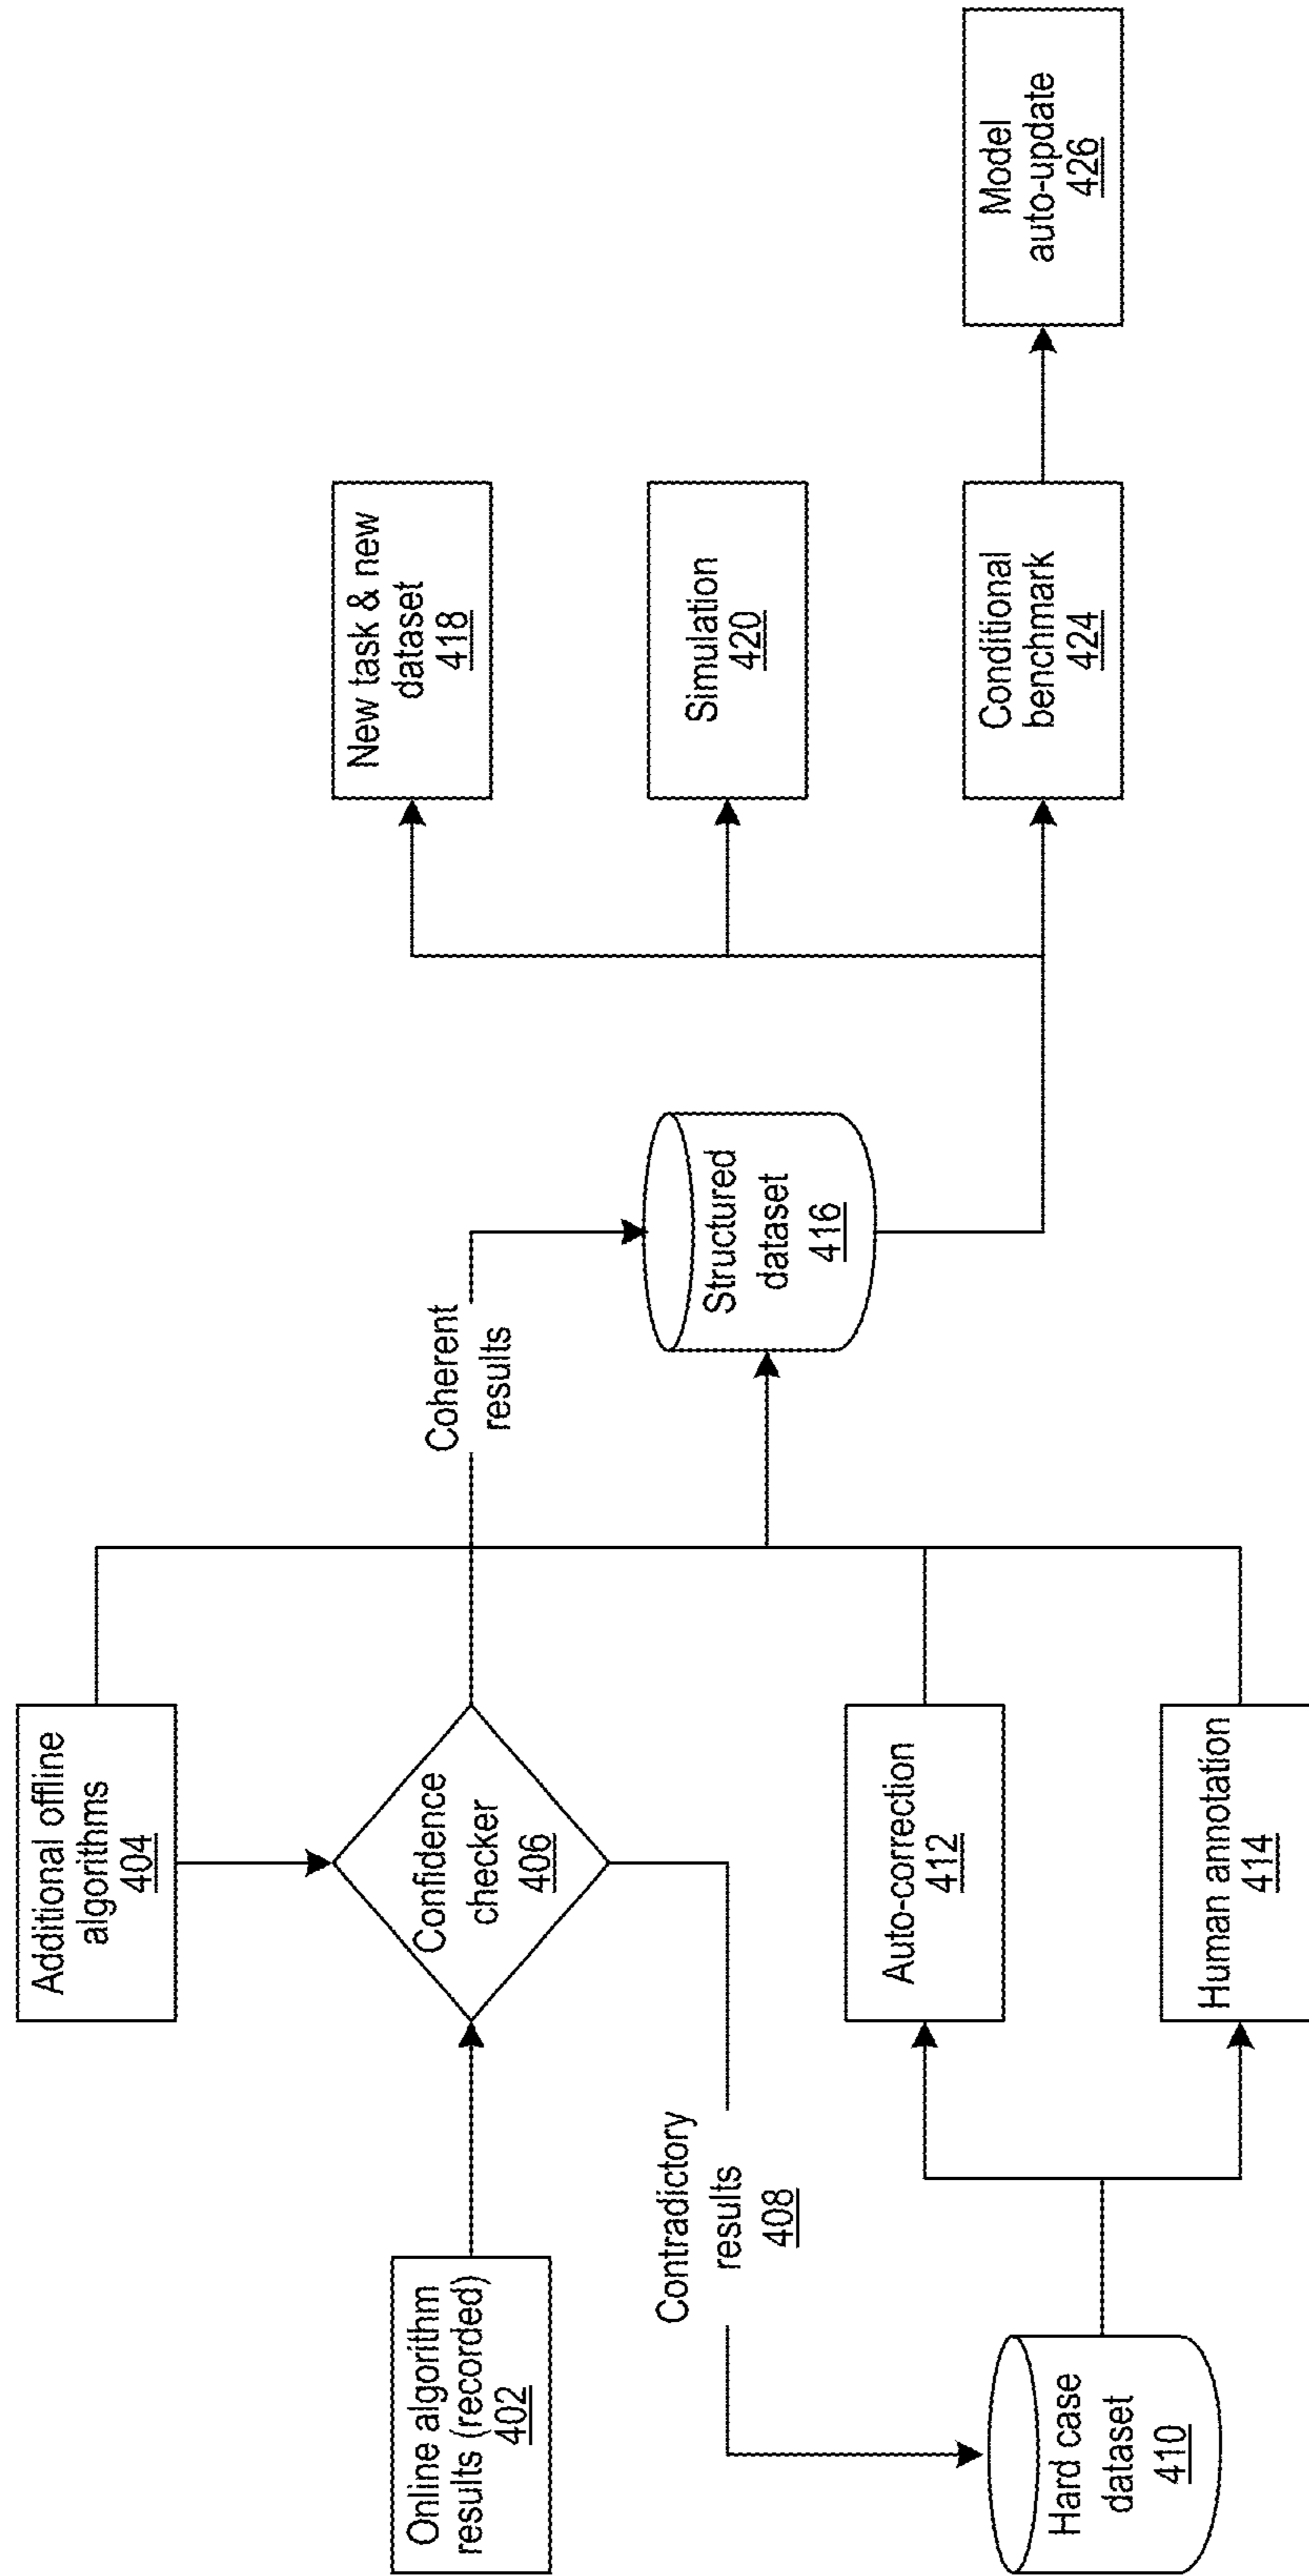 Additional offline
algorithms
404
Online algorithm
results (recorded)
402
Confidence
checker
406
Coherent
results
Contradictory
results
408
Hard case
dataset
410
Auto-correction
412
Human annotation
414
Structured
dataset
416
New task & new
dataset
418
Simulation
420
Conditional
benchmark
424
Model
auto-update
426